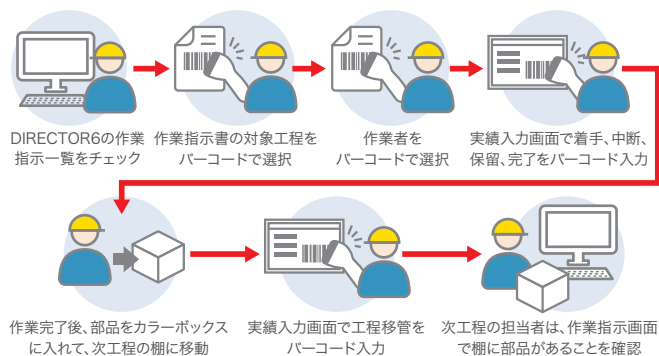 DIRECTOR6の作業
指示一覧をチェック
作業指示書の対象工程を
バーコードで選択
作業者を
バーコードで選択
実績入力画面で着手、中断、
保留、完了をバーコード入力
作業完了後、部品をカラーボックス
に入れて、次工程の棚に移動
実績入力画面で工程移管を
バーコード入力
次工程の担当者は、作業指示画面
で棚に部品があることを確認